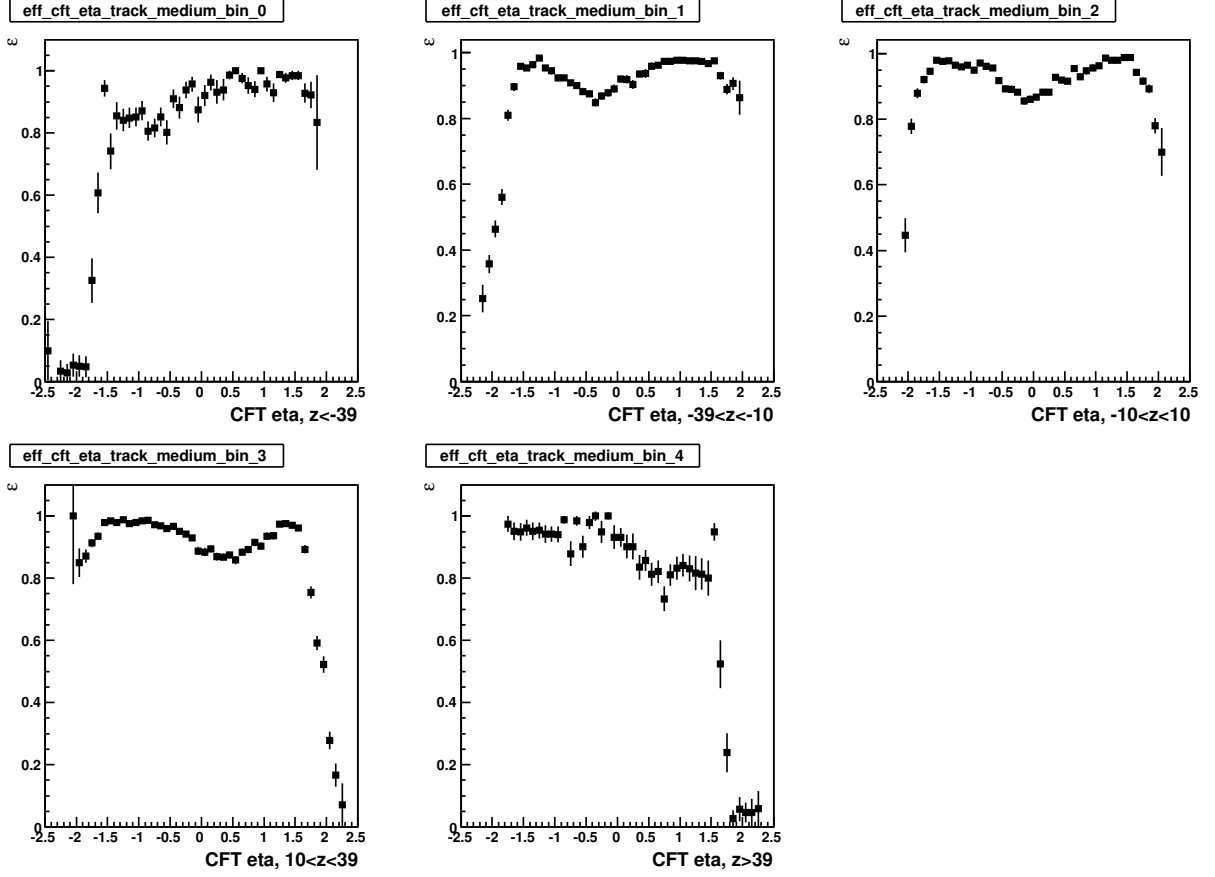 eff_cft_eta_track_medium_bin_0
ε
1
0.8
0.6
0.4
0.2
0
-2.5 -2 -1.5 -1 -0.5 0 0.5 1 1.5 2 2.5
CFT eta, z<-39
eff_cft_eta_track_medium_bin_1
ε
1
0.8
0.6
0.4
0.2
0
-2.5 -2 -1.5 -1 -0.5 0 0.5 1 1.5 2 2.5
CFT eta, -39<z<-10
eff_cft_eta_track_medium_bin_2
ε
1
0.8
0.6
0.4
0.2
0
-2.5 -2 -1.5 -1 -0.5 0 0.5 1 1.5 2 2.5
CFT eta, -10<z<10
eff_cft_eta_track_medium_bin_3
ε
1
0.8
0.6
0.4
0.2
0
-2.5 -2 -1.5 -1 -0.5 0 0.5 1 1.5 2 2.5
CFT eta, 10<z<39
eff_cft_eta_track_medium_bin_4
ε
1
0.8
0.6
0.4
0.2
0
-2.5 -2 -1.5 -1 -0.5 0 0.5 1 1.5 2 2.5
CFT eta, z>39